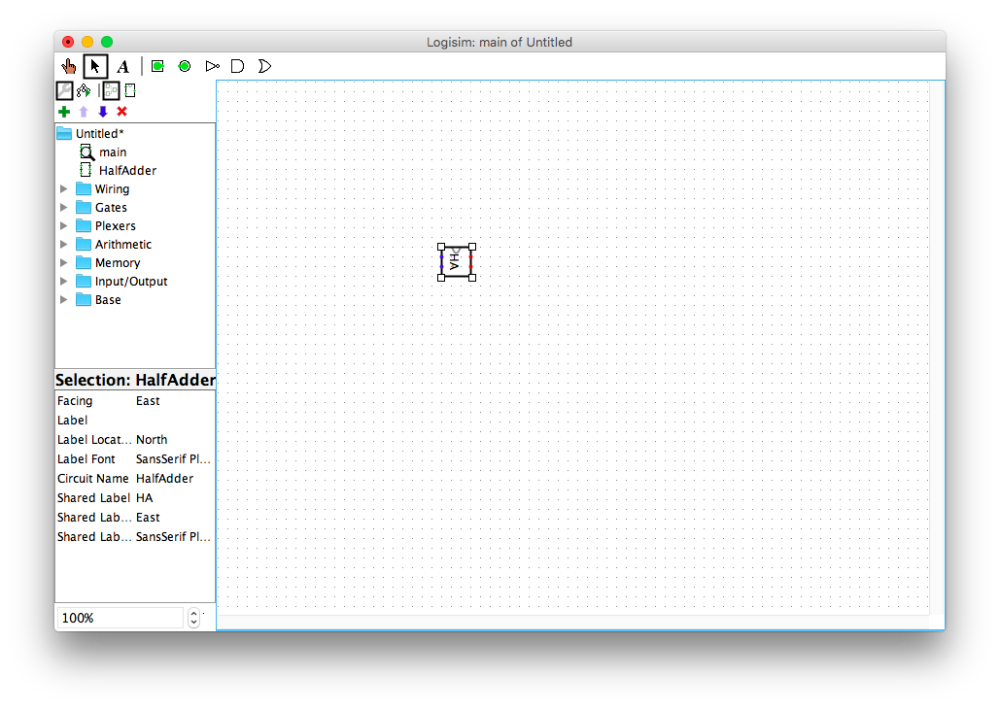 Logisim: main of Untitled
A
Untitled*
main
HalfAdder
Wiring
Gates
Plexers
Arithmetic
Memory
Input/Output
Base
HA
Selection: HalfAdder
Facing East
Label
Label Locat... North
Label Font SansSerif Pl...
Circuit Name HalfAdder
Shared Label HA
Shared Lab... East
Shared Lab... SansSerif Pl...
100%